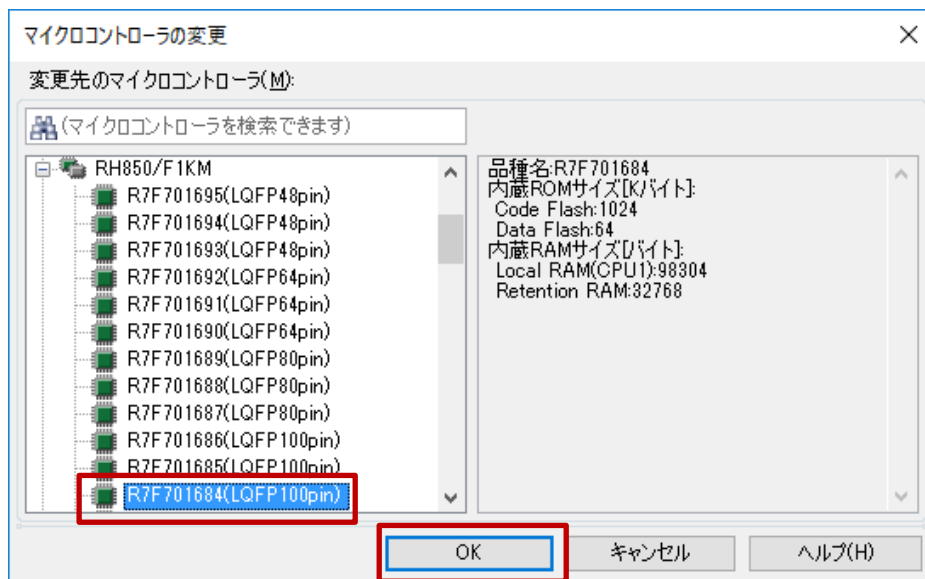 マイクロコントローラの変更
変更先のマイクロコントローラ(M):
(マイクロコントローラを検索できます)
RH850/F1KM
R7F701695(LQFP48pin)
R7F701694(LQFP48pin)
R7F701693(LQFP48pin)
R7F701692(LQFP64pin)
R7F701691(LQFP64pin)
R7F701690(LQFP64pin)
R7F701689(LQFP80pin)
R7F701688(LQFP80pin)
R7F701687(LQFP80pin)
R7F701686(LQFP100pin)
R7F701685(LQFP100pin)
R7F701684(LQFP100pin)
品種名:R7F701684
内蔵ROMサイズ[Kバイト]:
Code Flash:1024
Data Flash:64
内蔵RAMサイズ[バイト]:
Local RAM(CPU1):98304
Retention RAM:32768
OK
キャンセル
ヘルプ(H)